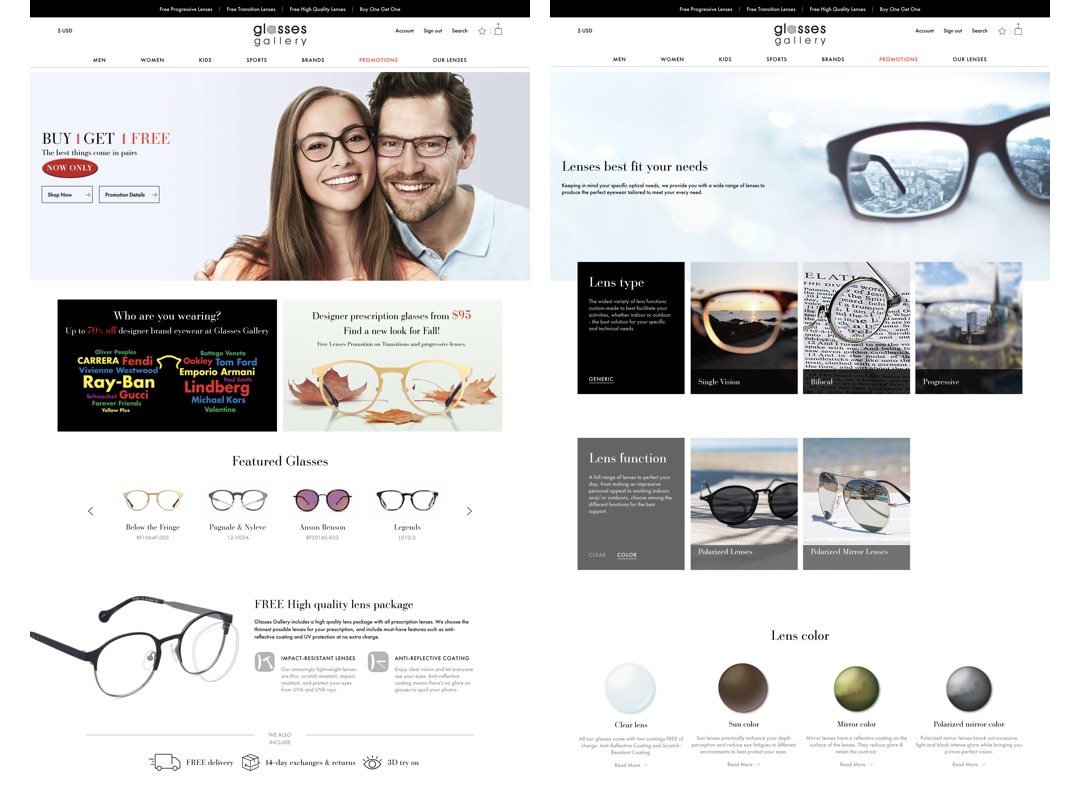 Free Progressive Lenses | Free Transition Lenses | Free High Quality Lenses | Buy One Get One
$ USD
glasses
gallery
Account Sign out Search
MEN WOMEN KIDS SPORTS BRANDS PROMOTIONS OUR LENSES
BUY 1 GET 1 FREE
The best things come in pairs
NOW ONLY
Shop Now
Promotion Details
Who are you wearing?
Up to 70% off designer brand eyewear at Glasses Gallery
Oliver Peoples
CARRERA Fendi
Vivienne Westwood
Ray-Ban
Schnuchel Gucci
Forever Friends
Yellow Plus
Bottega Veneta
Oakley Tom Ford
Emporio Armani
Paul Smith
Lindberg
Michael Kors
Valentino
Designer prescription glasses from $95
Find a new look for Fall!
Free Lenses Promotion on Transitions and progressive lenses.
Featured Glasses
Below the Fringe
BF1064F-003
Pugnale & Nyleve
12-V03A
Anson Benson
BF20165-033
Legends
LD10-2
FREE High quality lens package
Glasses Gallery includes a high quality lens package with all prescription lenses. We choose the
thinnest possible lenses for your prescription, and include must-have features such as anti-
reflective coating and UV protection at no extra charge.
IMPACT-RESISTANT LENSES
Our amazingly lightweight lenses
are thin, scratch resistant, impact
resistant, and protect your eyes
from UVA and UVB rays.
ANTI-REFLECTIVE COATING
Enjoy clear vision and let everyone
see your eyes. Anti-reflective
coating means there's no glare on
glasses to spoil your photos.
WE ALSO
INCLUDE
FREE delivery
14-day exchanges & returns
3D try on
Free Progressive Lenses | Free Transition Lenses | Free High Quality Lenses | Buy One Get One
$ USD
glasses
gallery
Account Sign out Search
MEN WOMEN KIDS SPORTS BRANDS PROMOTIONS OUR LENSES
Lenses best fit your needs
Keeping in mind your specific optical needs, we provide you with a wide range of lenses to
produce the perfect eyewear tailored to meet your every need.
Lens type
The widest variety of lens functions
custom-made to best facilitate your
activities, whether indoor or outdoor
- the best solution for your specific
and technical needs.
GENERIC
Single Vision
Bifocal
Progressive
Lens function
A full range of lenses to perfect your
day, from making an impressive
personal appeal to working indoors
and/or outdoors, choose among the
different functions for the best
support.
CLEAR COLOR
Polarized Lenses
Polarized Mirror Lenses
Lens color
Clear lens
All our glasses come with two coatings FREE of
charge: Anti-Reflective Coating and Scratch-
Resistant Coating.
Read More
Sun color
Sun lenses practically enhance your depth
perception and reduce eye fatigues in different
environments to best protect your eyes.
Read More
Mirror color
Mirror lenses have a reflective coating on the
surface of the lenses. They reduce glare &
retain the contrast.
Read More
Polarized mirror color
Polarized mirror lenses knock out excessive
light and block intense glare while bringing you
picture-perfect vision.
Read More